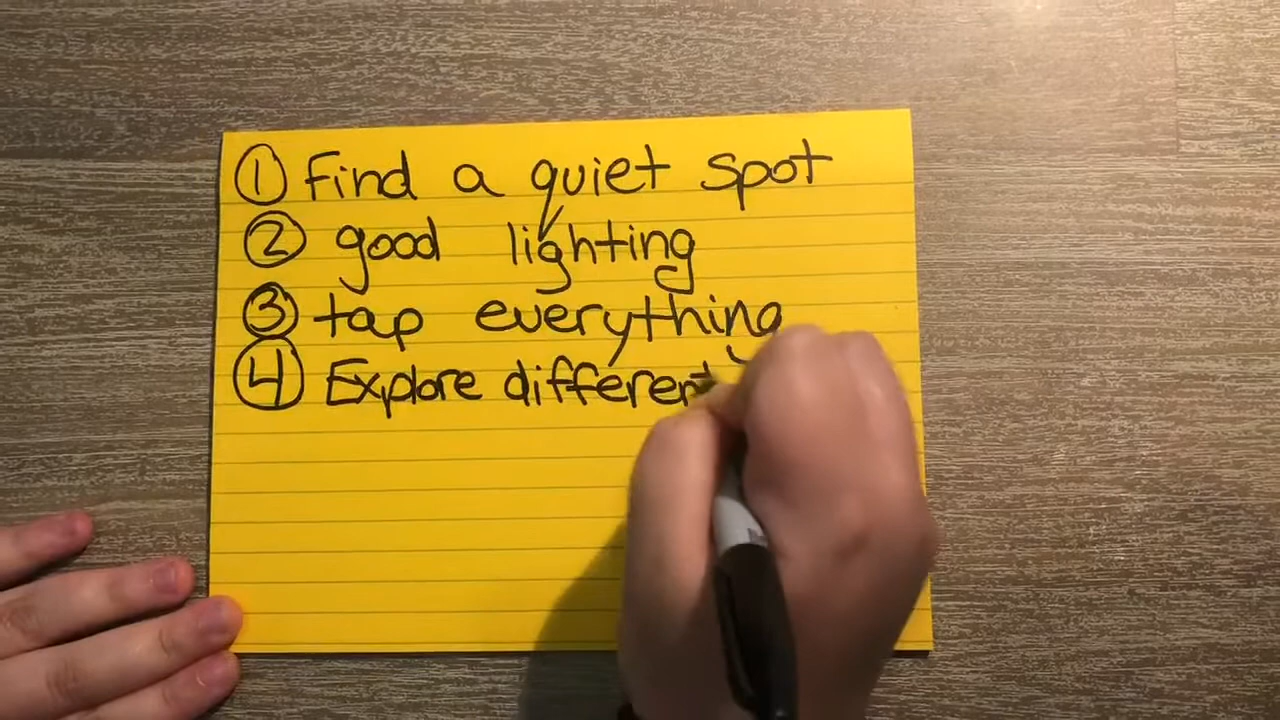 ① Find a quiet spot
② good lighting
③ tap everything
④ Explore different